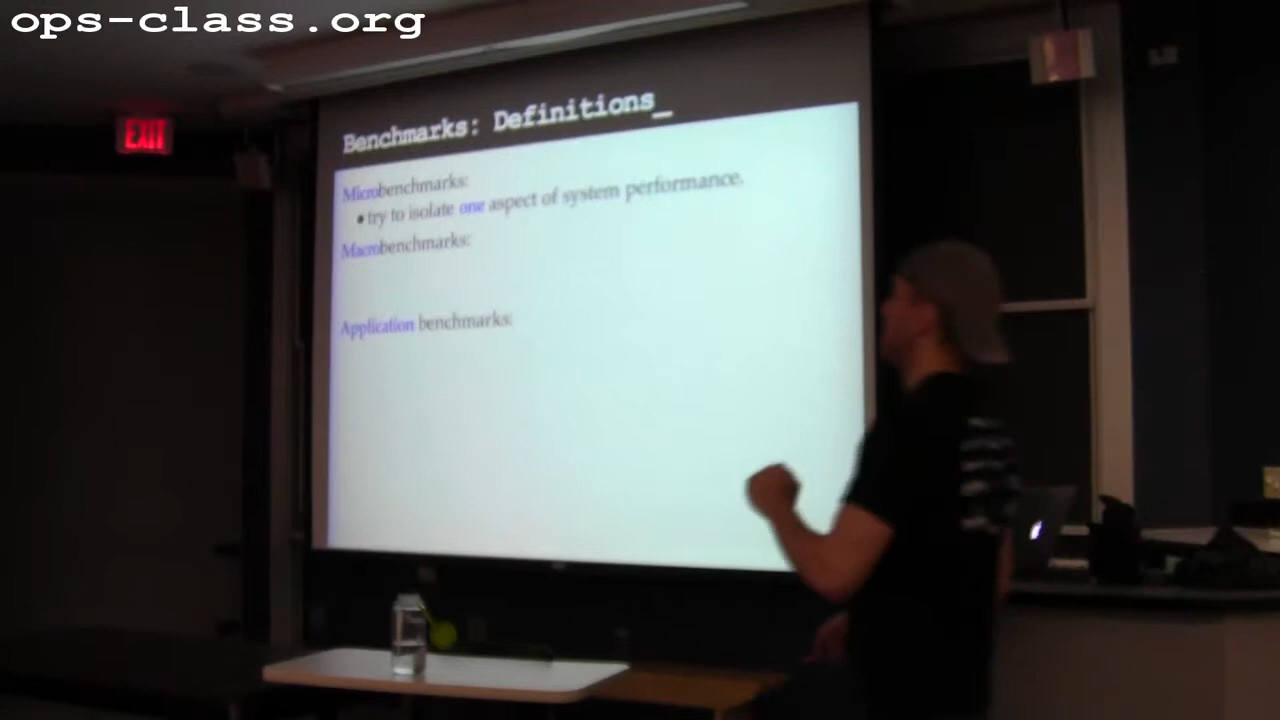 ops-class.org
EXIT
Benchmarks: Definitions_
Microbenchmarks:
• try to isolate one aspect of system performance.
Macrobenchmarks:
Application benchmarks: